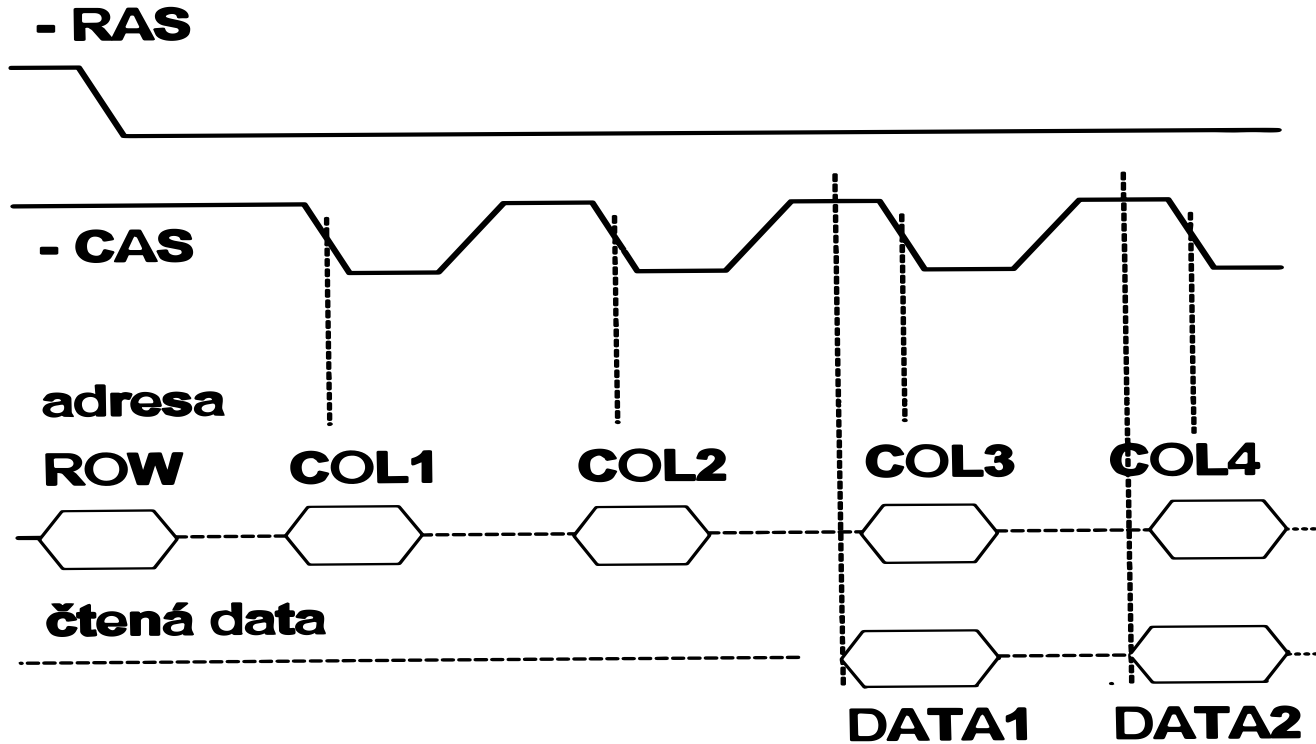 - RAS
- CAS
adresa
ROW COL1 COL2 COL3 COL4
čtená data
DATA1 DATA2